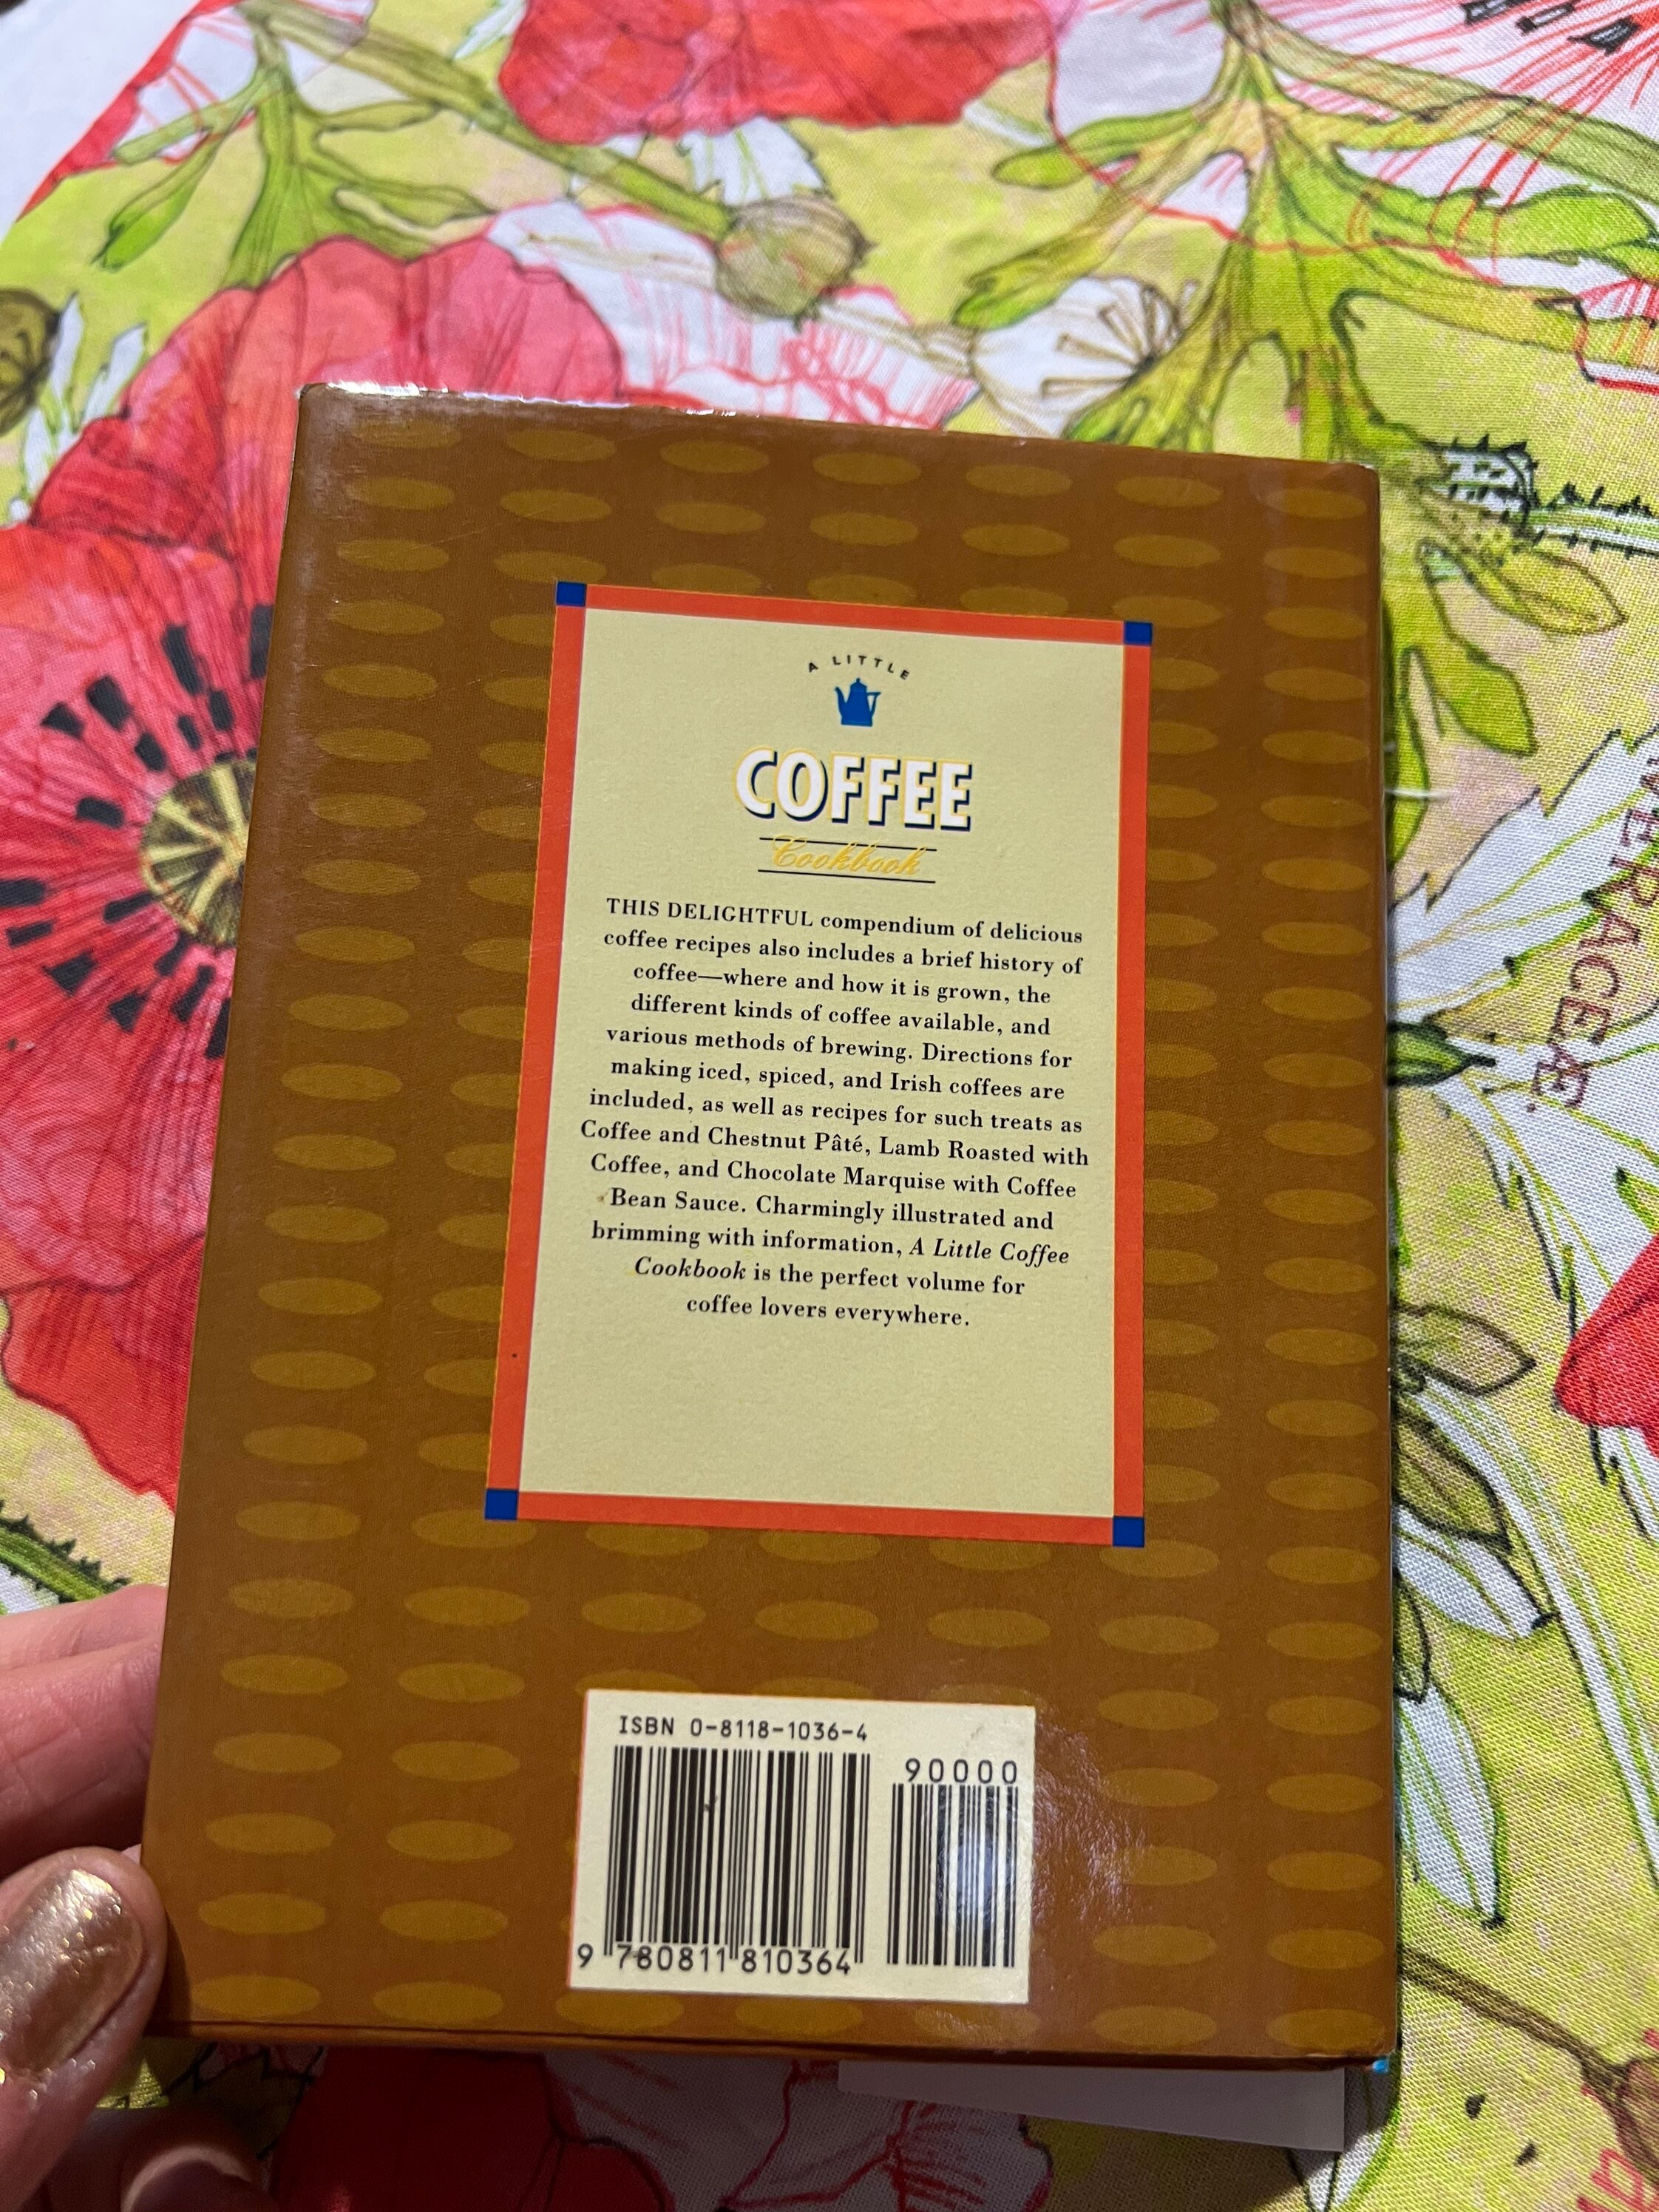 A LITTLE
COFFEE
Cookbook
THIS DELIGHTFUL compendium of delicious
coffee recipes also includes a brief history of
coffee—where and how it is grown, the
different kinds of coffee available, and
various methods of brewing. Directions for
making iced, spiced, and Irish coffees are
included, as well as recipes for such treats as
Coffee and Chestnut Pâté, Lamb Roasted with
Coffee, and Chocolate Marquise with Coffee
Bean Sauce. Charmingly illustrated and
brimming with information, A Little Coffee
Cookbook is the perfect volume for
coffee lovers everywhere.
ISBN 0-8118-1036-4
90000
9 780811 810364